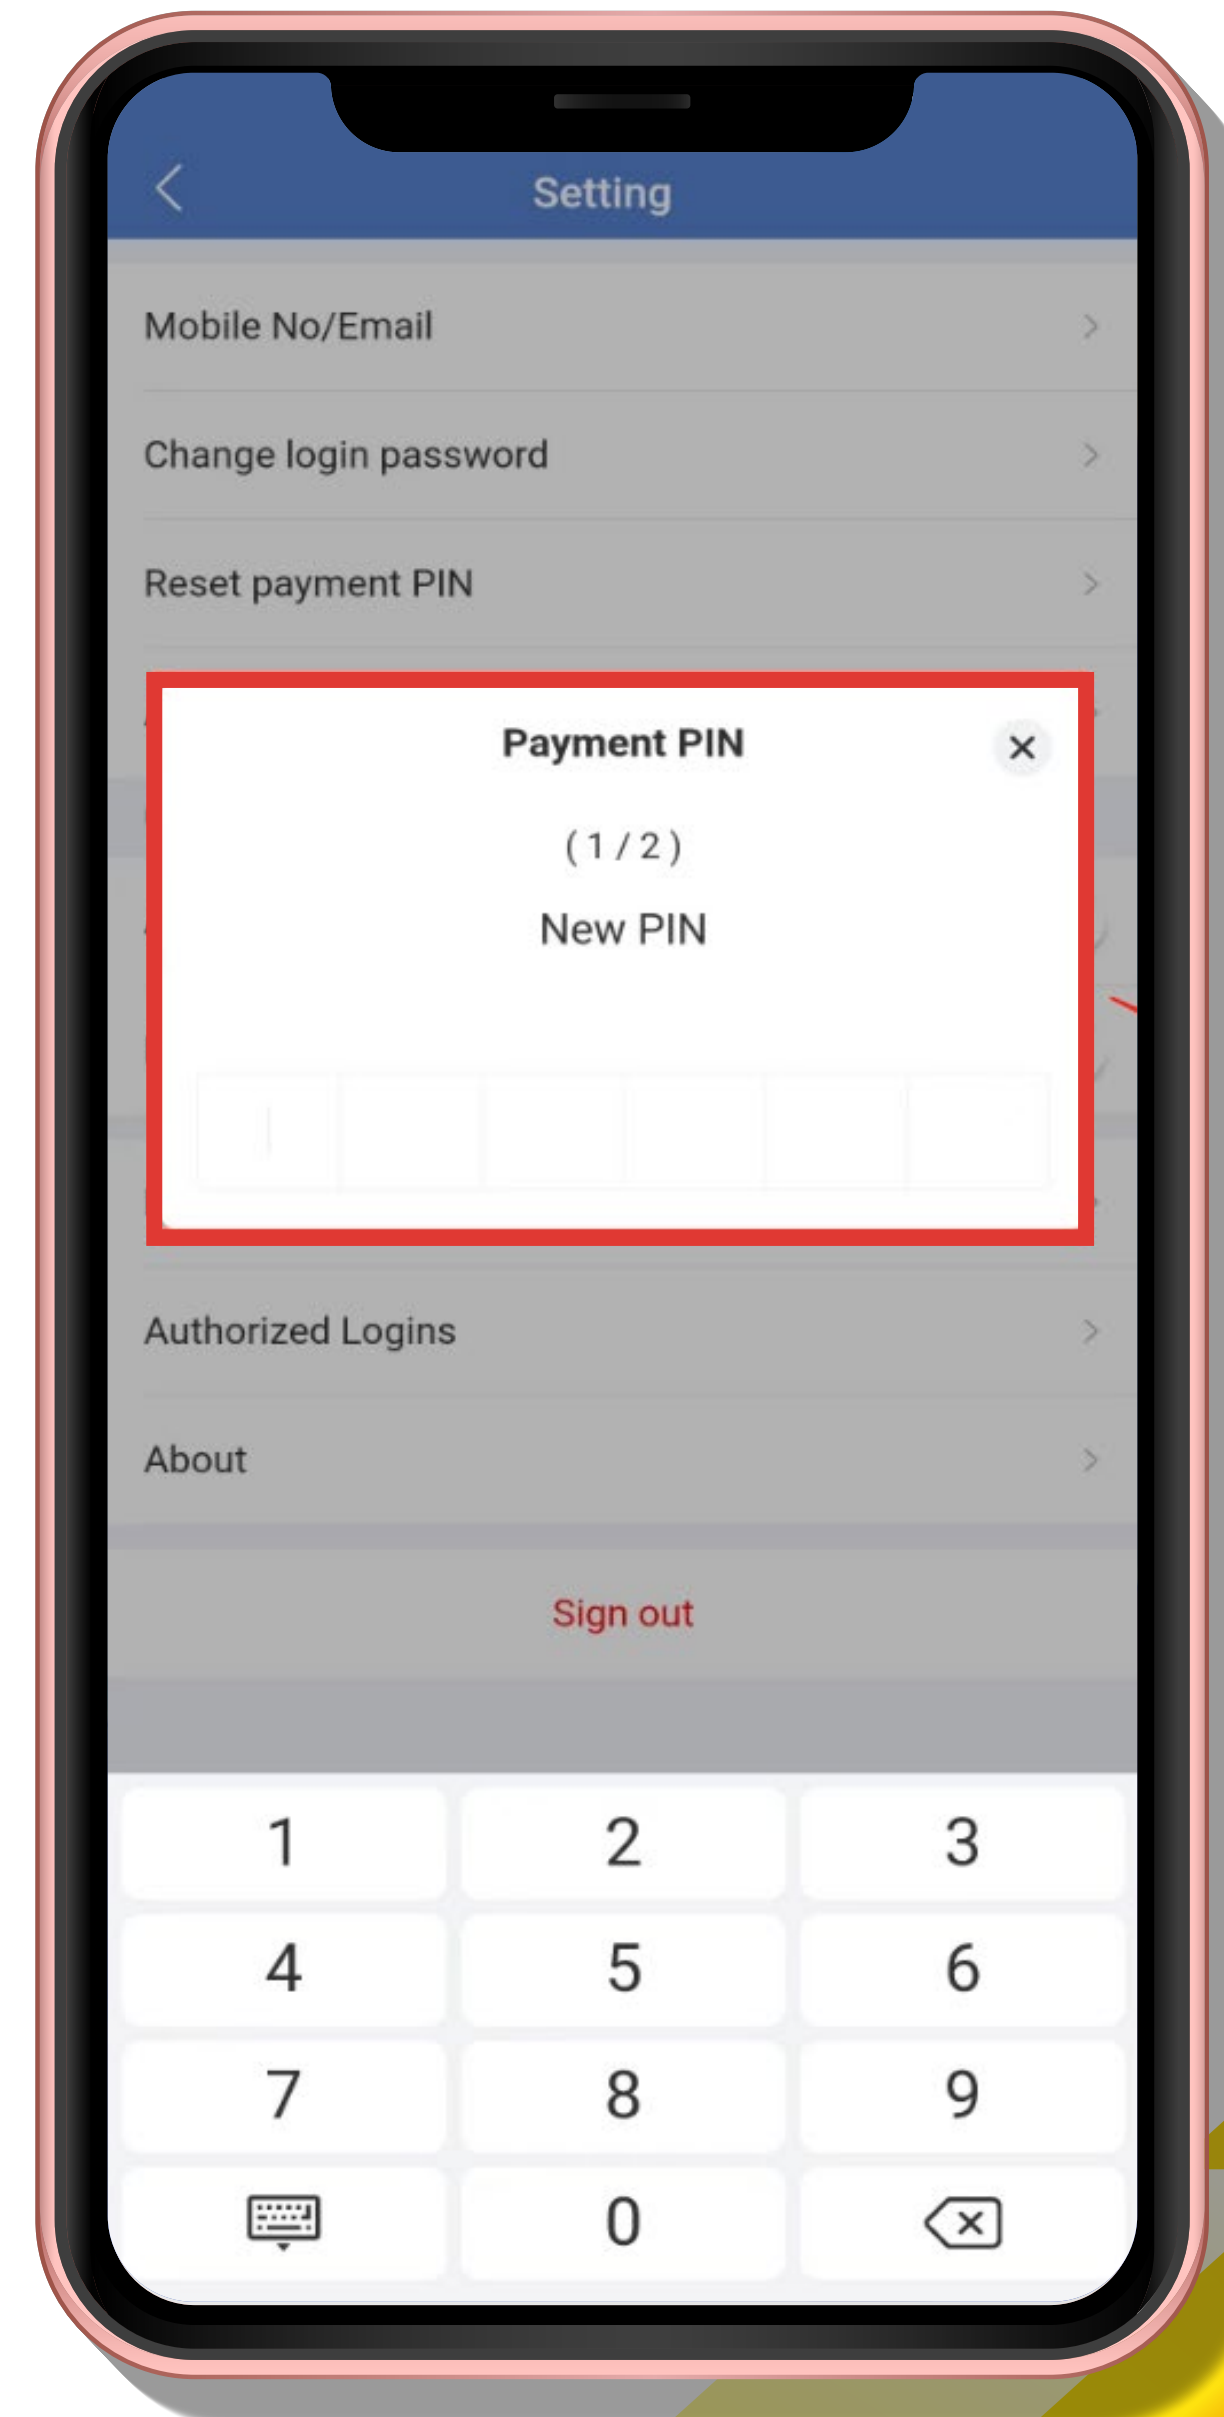 Setting
Mobile No/Email
Change login password
Reset payment PIN
Payment PIN
( 1 / 2 )
New PIN
Authorized Logins
About
Sign out
1 2 3
4 5 6
7 8 9
0